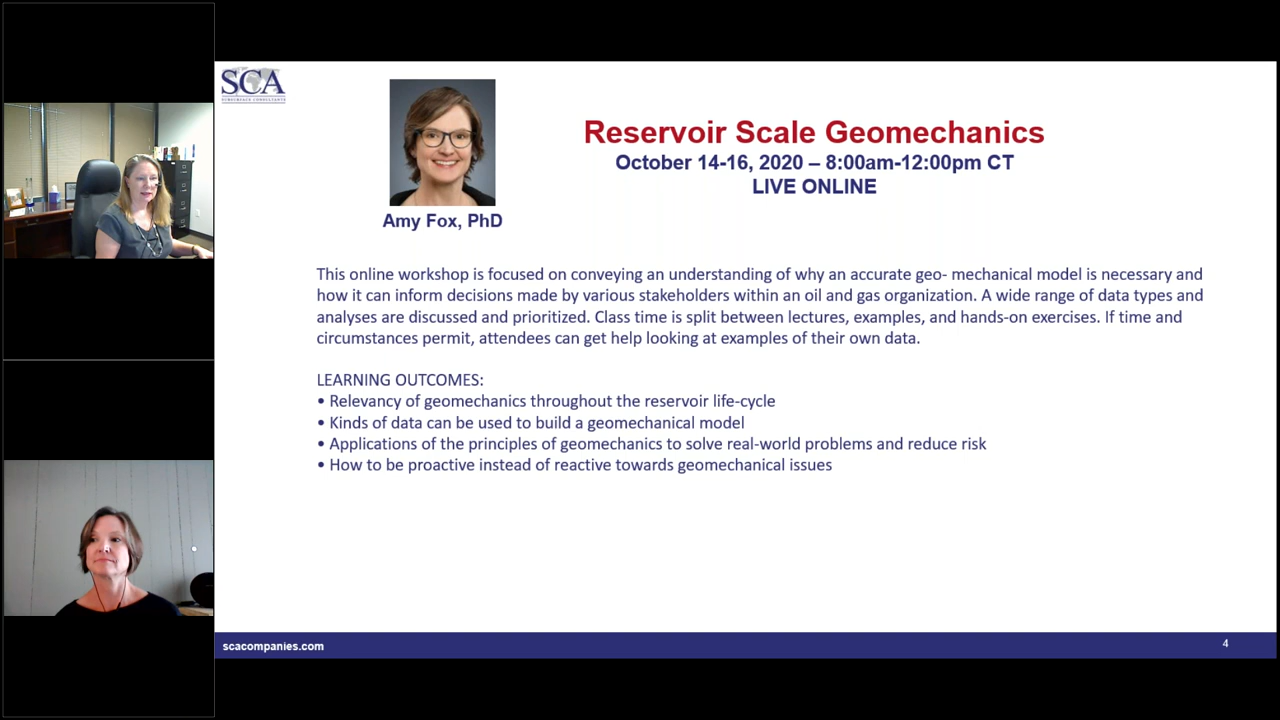 SCA
SUBSURFACE CONSULTANTS
Reservoir Scale Geomechanics
October 14-16, 2020 – 8:00am-12:00pm CT
LIVE ONLINE
Amy Fox, PhD
This online workshop is focused on conveying an understanding of why an accurate geo- mechanical model is necessary and
how it can inform decisions made by various stakeholders within an oil and gas organization. A wide range of data types and
analyses are discussed and prioritized. Class time is split between lectures, examples, and hands-on exercises. If time and
circumstances permit, attendees can get help looking at examples of their own data.
LEARNING OUTCOMES:
• Relevancy of geomechanics throughout the reservoir life-cycle
• Kinds of data can be used to build a geomechanical model
• Applications of the principles of geomechanics to solve real-world problems and reduce risk
• How to be proactive instead of reactive towards geomechanical issues
scacompanies.com
4